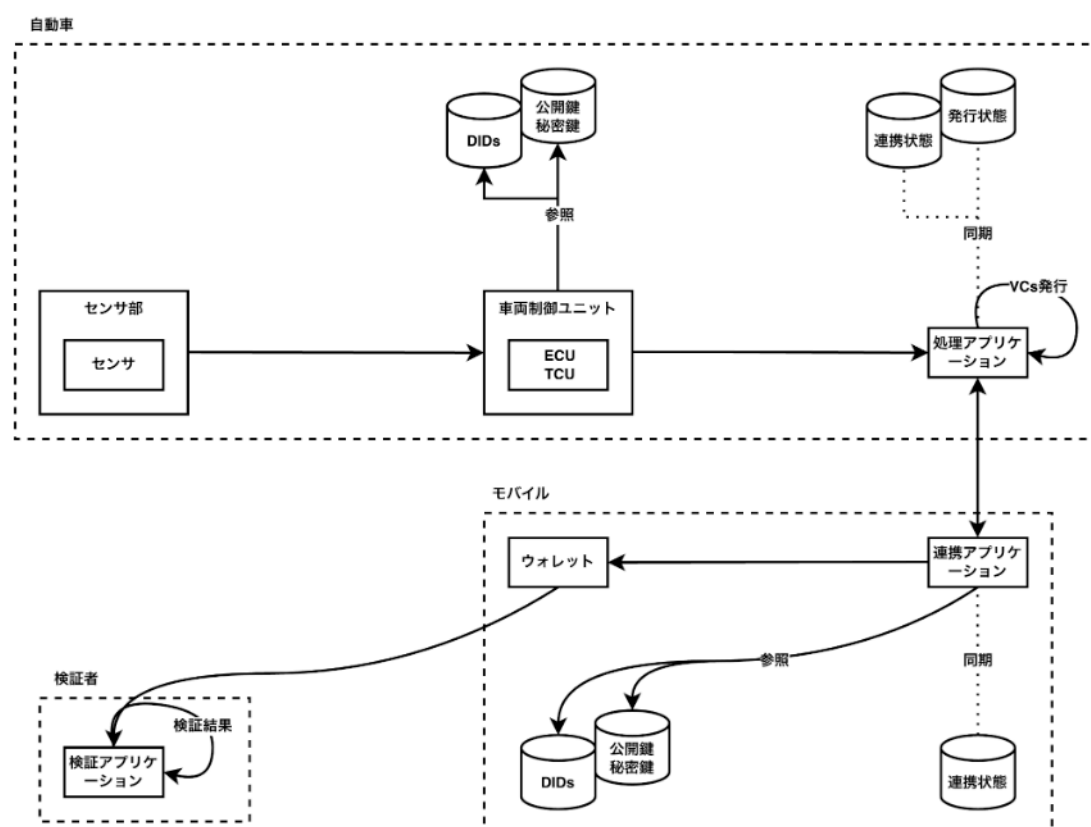 自動車
公開鍵
秘密鍵
DIDs
発行状態
連携状態
参照
同期
VCs発行
センサ部
センサ
車両制御ユニット
ECU
TCU
処理アプリケ
ーション
モバイル
ウォレット
連携アプリケ
ーション
参照
同期
検証者
検証結果
検証アプリケ
ーション
公開鍵
秘密鍵
DIDs
連携状態